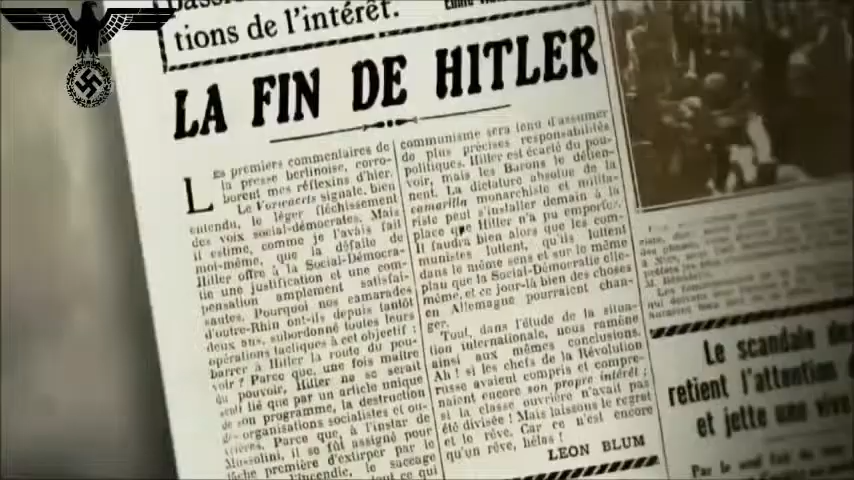 tions de l'intérêt.
LA FIN DE HITLER
Les premiers commentaires de
la presse berlinoise, corro-
borent mes réflexins d'hier.
Le Vorwaerts signale, bien
entendu, le léger fléchissement
des voix social-démocrates. Mais
il estime, comme je l'avais fait
moi-même, que la défaite de
Hitler offre à la Social-Démocra-
tie une justification et une com-
pensation amplement satisfai-
santes. Pourquoi nos camarades
d'outre-Rhin ont-ils depuis tantôt
deux ans, subordonné toutes leurs
opérations tactiques à cet objectif :
barrer à Hitler la route du pou-
voir ? Parce que, une fois maître
du pouvoir, Hitler ne se serait
senti lié que par un article unique
de son programme, la destruction
organisations socialistes et ou-
vrières. Parce que, à l'instar de
Mussolini, il se fût assigné pour
tâche première d'extirper par le
l'incendie, le saccage
tout ce qui
communisme sera tenu d'assumer
de plus précises responsabilités
politiques. Hitler est écarté du pou-
voir, mais les Barons le détien-
nent. La dictature absolue de la
camarilla monarchiste et milita-
riste peut s'installer demain à la
place que Hitler n'a pu emporter.
Il faudra bien alors que les com-
munistes luttent, qu'ils luttent
dans le même sens et sur le même
plan que la Social-Démocratie elle-
même, et ce jour-là bien des choses
en Allemagne pourraient chan-
ger.
Tout, dans l'étude de la situa-
tion internationale, nous ramène
ainsi aux mêmes conclusions.
Ah ! si les chefs de la Révolution
russe avaient compris et compre-
naient encore son propre intérêt ;
si la classe ouvrière n'avait pas
été divisée ! Mais laissons le regret
et le rêve. Car ce n'est encore
qu'un rêve, hélas !
LEON BLUM
Le scandale
retient l'attention
et jette une vive
Par le seul fait